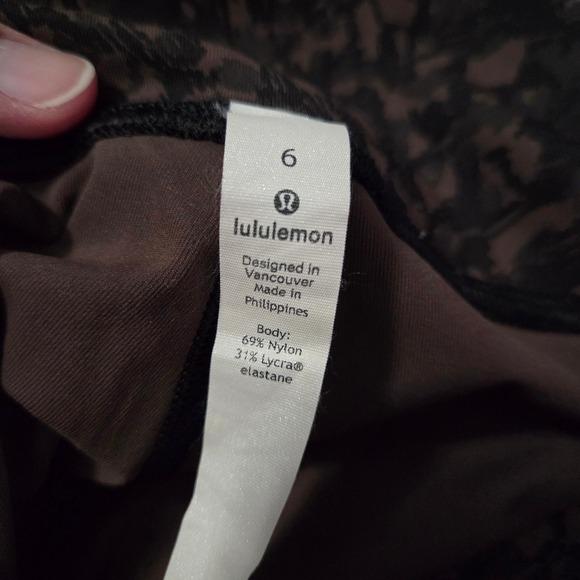 6
lululemon
Designed in
Vancouver
Made in
Philippines
Body:
69% Nylon
31% Lycra®
elastane